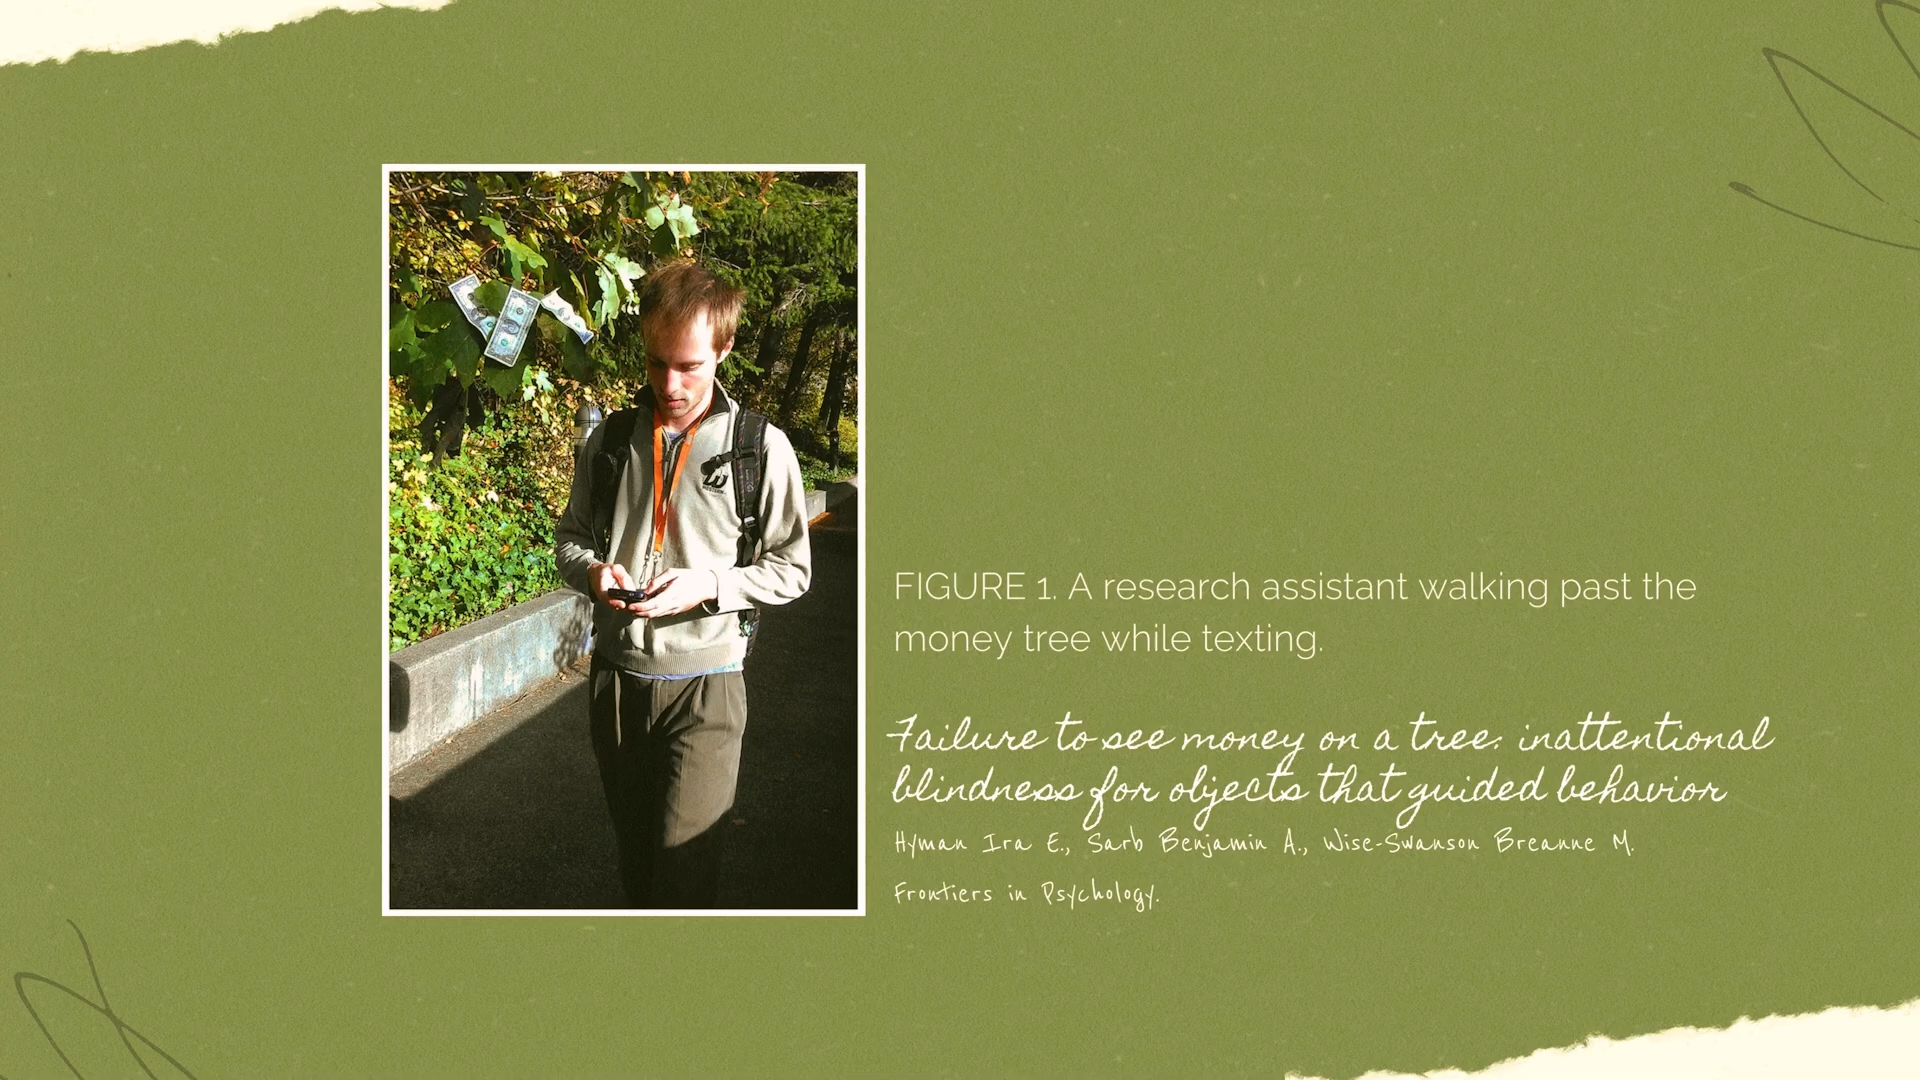 FIGURE 1. A research assistant walking past the
money tree while texting.
Failure to see money on a tree: inattentional
blindness for objects that guided behavior
Hyman Ira E., Sarb Benjamin A., Wise-Swanson Breanne M.
Frontiers in Psychology.